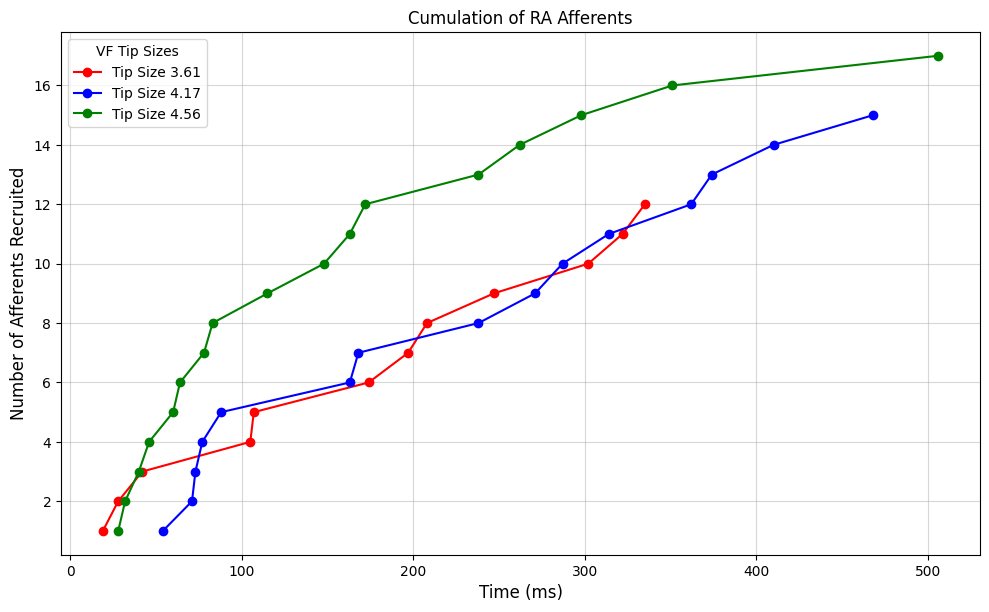 Cumulation of RA Afferents
VF Tip Sizes
Tip Size 3.61
Tip Size 4.17
Tip Size 4.56
Number of Afferents Recruited
16
14
12
10
8
6
4
2
0 100 200 300 400 500
Time (ms)